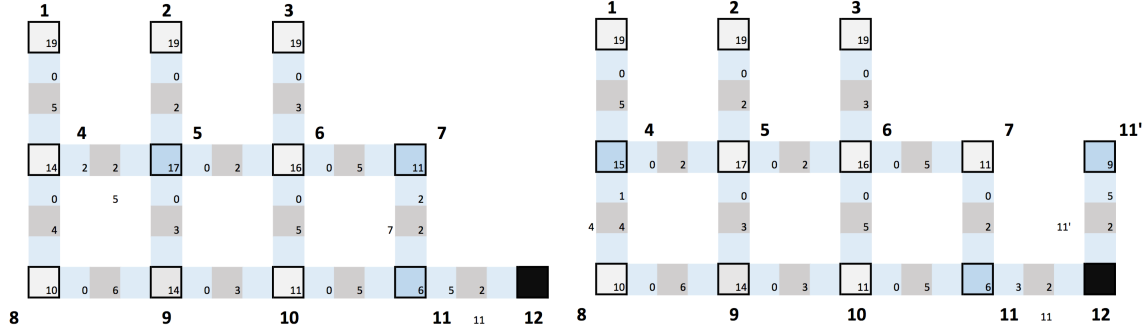 1 2 3
19 19 19
0 0 0
5 2 3
4 5 6 7
14 2 2 17 0 2 16 0 5 11
0 5 0 0 2
4 3 5 7 2
10 0 6 14 0 3 11 0 5 6 5 2
8 9 10 11 11 12
1 2 3
19 19 19
0 0 0
5 2 3
4 5 6 7 11'
15 0 2 17 0 2 16 0 5 11 9
1 0 0 0 5
4 4 3 5 2 11' 2
10 0 6 14 0 3 11 0 5 6 3 2
8 9 10 11 11 12